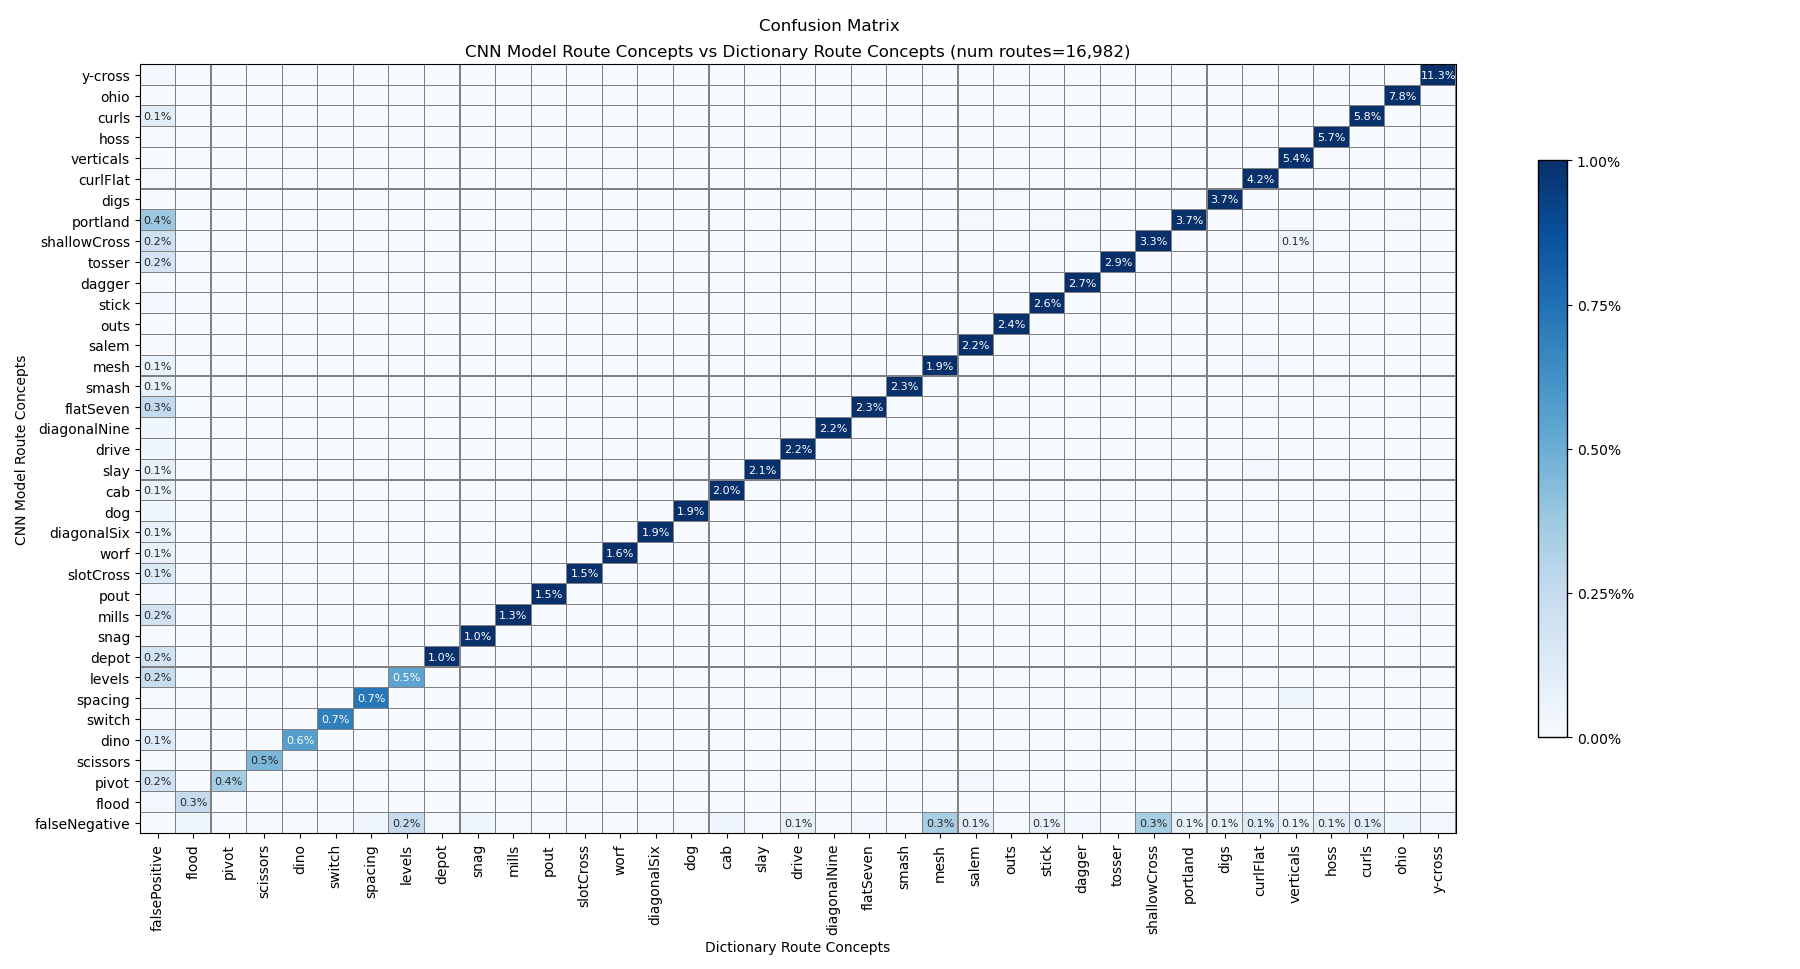 Confusion Matrix
CNN Model Route Concepts vs Dictionary Route Concepts (num routes=16,982)
CNN Model Route Concepts
y-cross 11.3%
ohio 7.8%
curls 0.1% 5.8%
hoss 5.7%
verticals 5.4%
curlFlat 4.2%
digs 3.7%
portland 0.4% 3.7%
shallowCross 0.2% 3.3% 0.1%
tosser 0.2% 2.9%
dagger 2.7%
stick 2.6%
outs 2.4%
salem 2.2%
mesh 0.1% 1.9%
smash 0.1% 2.3%
flatSeven 0.3% 2.3%
diagonalNine 2.2%
drive 2.2%
slay 0.1% 2.1%
cab 0.1% 2.0%
dog 1.9%
diagonalSix 0.1% 1.9%
worf 0.1% 1.6%
slotCross 0.1% 1.5%
pout 1.5%
mills 0.2% 1.3%
snag 1.0%
depot 0.2% 1.0%
levels 0.2% 0.5%
spacing 0.7%
switch 0.7%
dino 0.1% 0.6%
scissors 0.5%
pivot 0.2% 0.4%
flood 0.3%
falseNegative 0.2% 0.1% 0.3% 0.1% 0.1% 0.3% 0.1% 0.1% 0.1% 0.1% 0.1% 0.1%
falsePositive flood pivot scissors dino switch spacing levels depot snag mills pout slotCross worf diagonalSix dog cab slay drive diagonalNine flatSeven smash mesh salem outs stick dagger tosser shallowCross portland digs curlFlat verticals hoss curls ohio y-cross
Dictionary Route Concepts
1.00%
0.75%
0.50%
0.25%%
0.00%